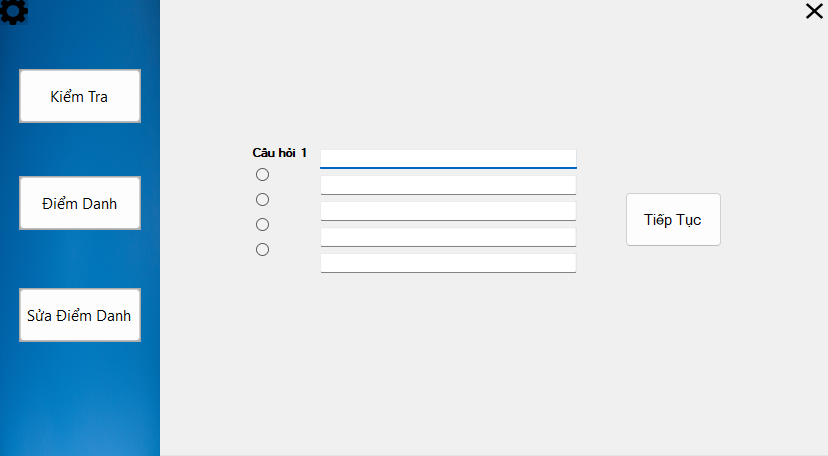 Kiểm Tra
Điểm Danh
Sửa Điểm Danh
Câu hỏi 1
Tiếp Tục